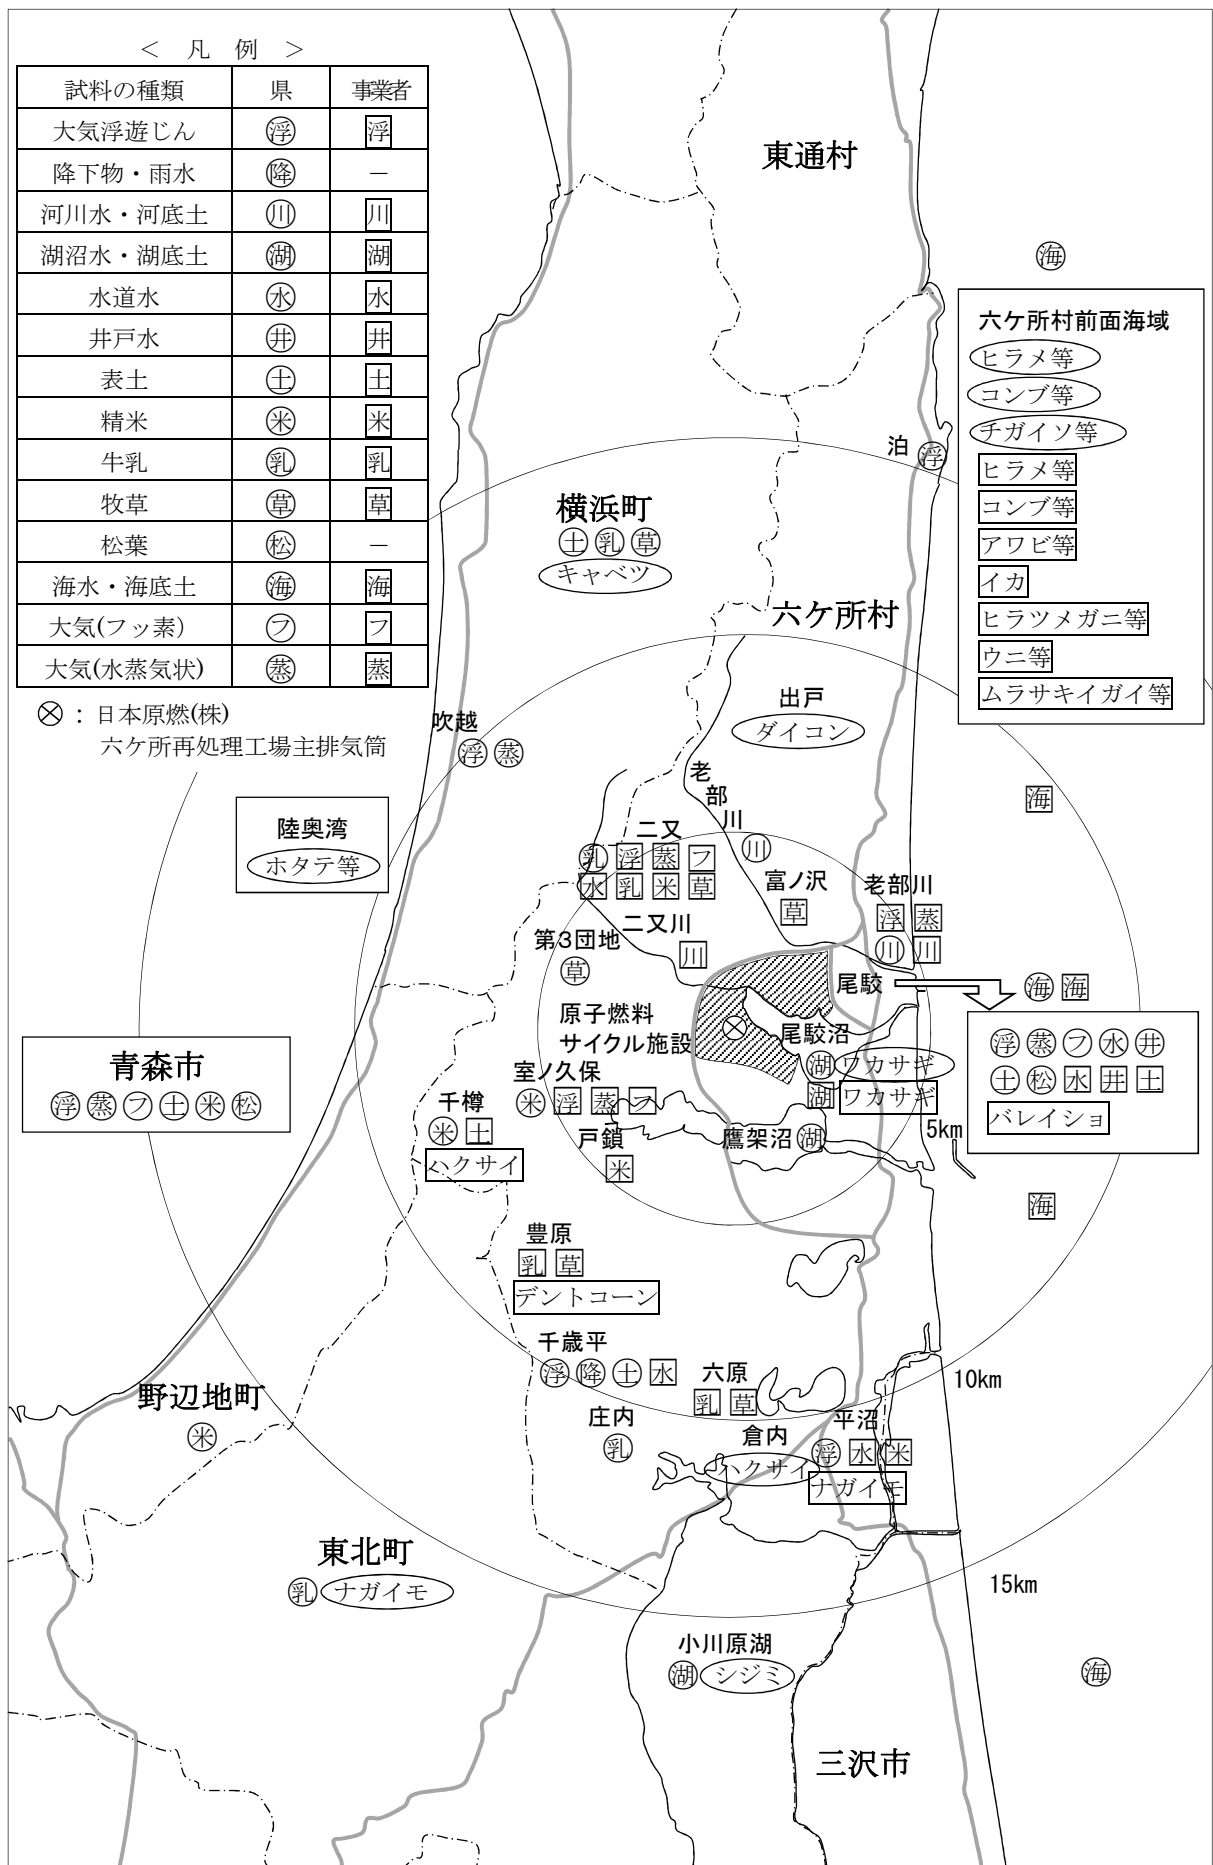 ＜ 凡 例 ＞
試料の種類 県 事業者
大気浮遊じん 浮 浮
降下物・雨水 降 －
河川水・河底土 川 川
湖沼水・湖底土 湖 湖
水道水 水 水
井戸水 井 井
表土 土 土
精米 米 米
牛乳 乳 乳
牧草 草 草
松葉 松 －
海水・海底土 海 海
大気(フッ素) フ フ
大気(水蒸気状) 蒸 蒸
⊗：日本原燃(株)
六ケ所再処理工場主排気筒
東通村
海
六ケ所村前面海域
ヒラメ等
コンブ等
チガイソ等
ヒラメ等
コンブ等
アワビ等
イカ
ヒラツメガニ等
ウニ等
ムラサキイガイ等
泊 浮
横浜町
土 乳 草
キャベツ
六ケ所村
出戸
ダイコン
吹越
浮 蒸
陸奥湾
ホタテ等
老部川
川
海
二又
乳 浮 蒸 フ
水 乳 米 草
富ノ沢
草
老部川
浮 蒸
川 川
二又川
川
第3団地
草
尾駮
海 海
浮 蒸 フ 水 井
土 松 水 井 土
バレイショ
原子燃料
サイクル施設
尾駮沼
湖 ワカサギ
湖 ワカサギ
青森市
浮 蒸 フ 土 米 松
室ノ久保
米 浮 蒸 フ
千樽
米 土
ハクサイ
戸鎖
米
鷹架沼 湖
5km
海
豊原
乳 草
デントコーン
千歳平
浮 降 土 水
六原
乳 草
10km
野辺地町
米
庄内
乳
倉内
ハクサイ
平沼
浮 水 米
ナガイモ
東北町
乳 ナガイモ
15km
小川原湖
湖 シジミ
海
三沢市